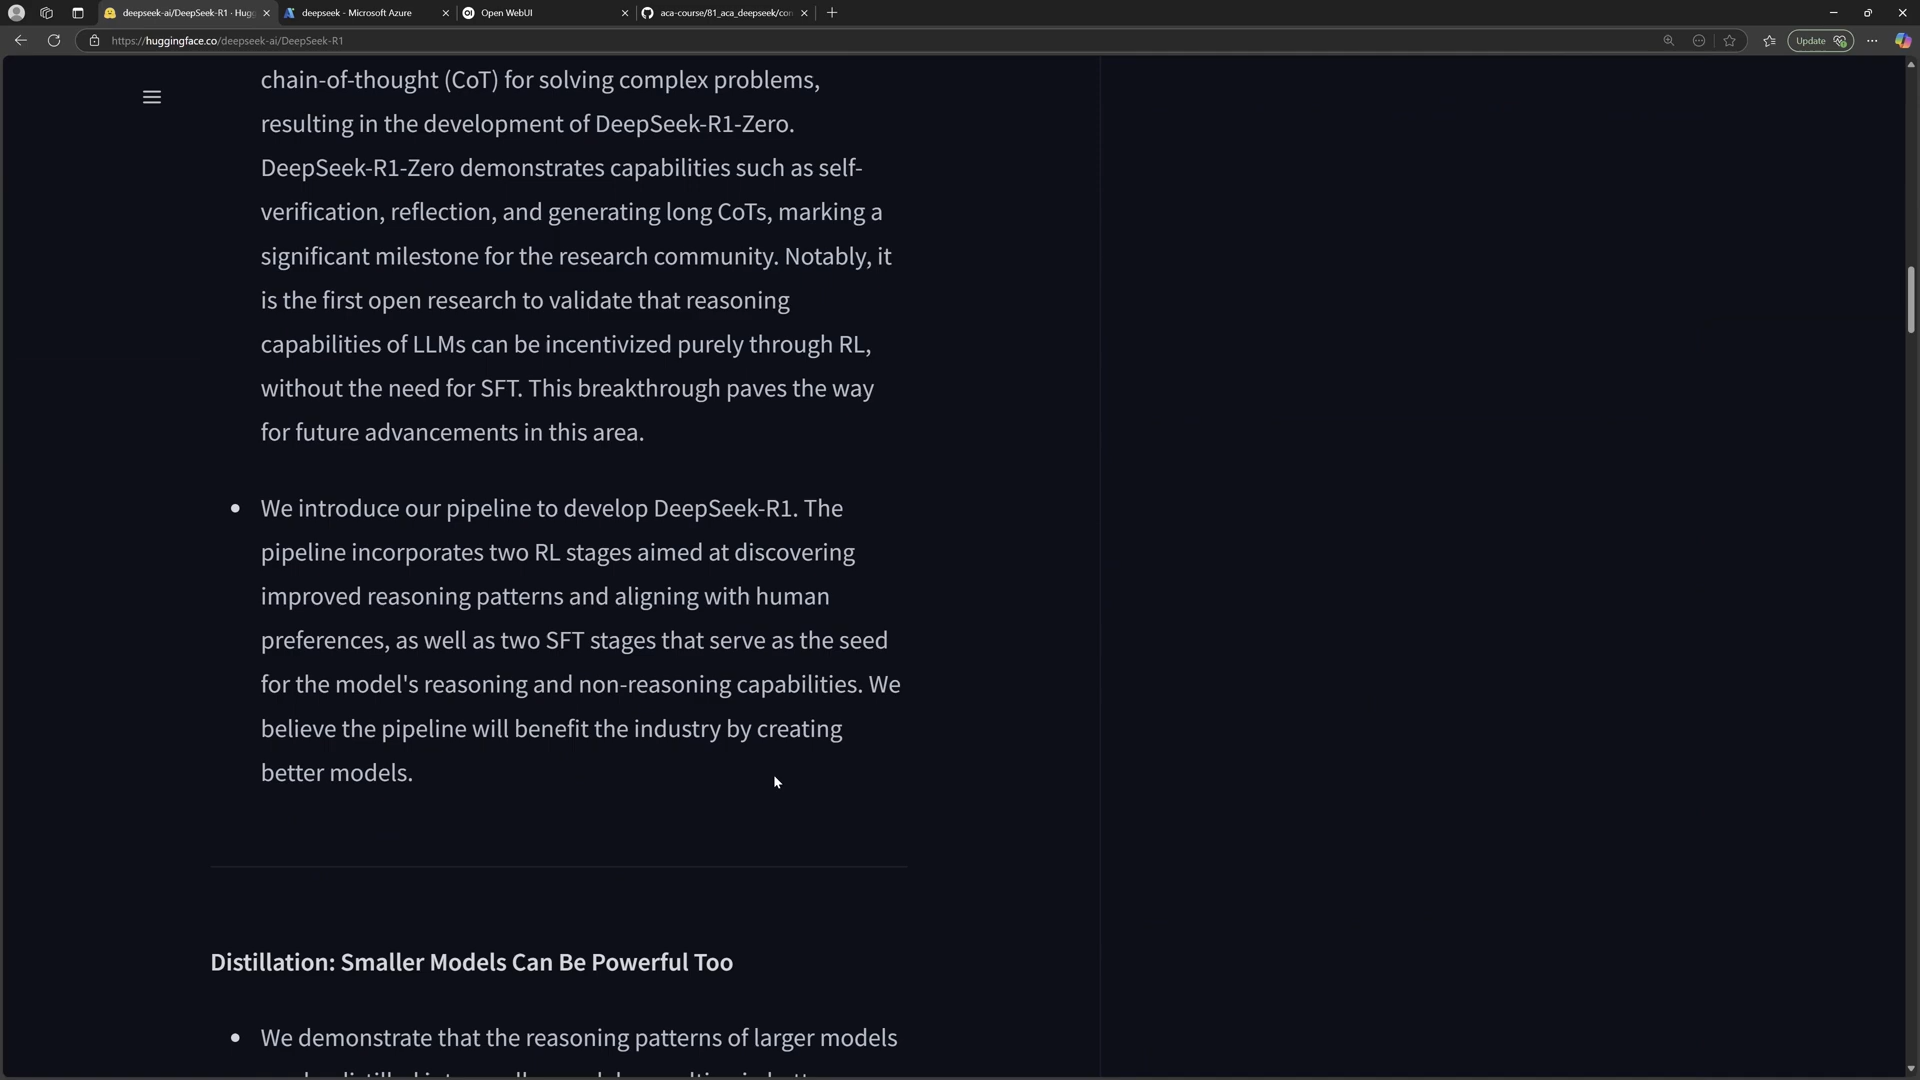 deepseek-ai/DeepSeek-R1 · Hugg
deepseek - Microsoft Azure
Open WebUI
aca-course/81_aca_deepseek/con
https://huggingface.co/deepseek-ai/DeepSeek-R1
Update
chain-of-thought (CoT) for solving complex problems,
resulting in the development of DeepSeek-R1-Zero.
DeepSeek-R1-Zero demonstrates capabilities such as self-
verification, reflection, and generating long CoTs, marking a
significant milestone for the research community. Notably, it
is the first open research to validate that reasoning
capabilities of LLMs can be incentivized purely through RL,
without the need for SFT. This breakthrough paves the way
for future advancements in this area.
• We introduce our pipeline to develop DeepSeek-R1. The
pipeline incorporates two RL stages aimed at discovering
improved reasoning patterns and aligning with human
preferences, as well as two SFT stages that serve as the seed
for the model's reasoning and non-reasoning capabilities. We
believe the pipeline will benefit the industry by creating
better models.
Distillation: Smaller Models Can Be Powerful Too
• We demonstrate that the reasoning patterns of larger models